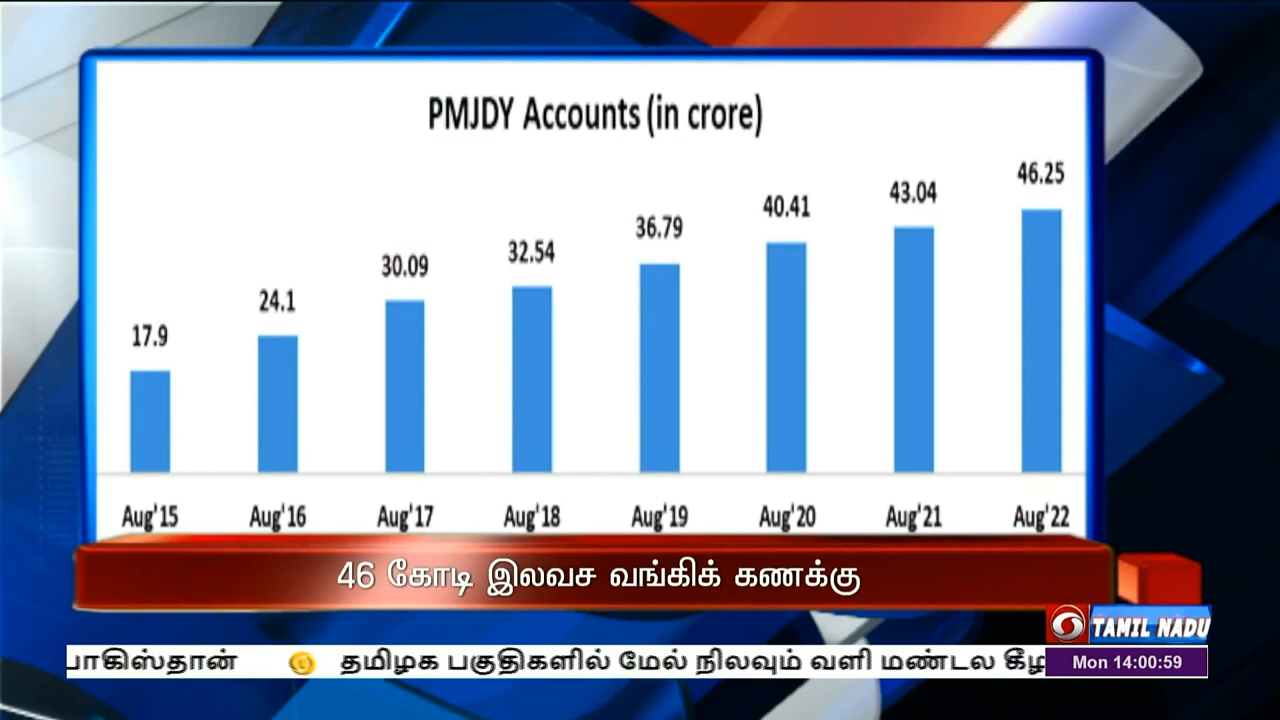 PMJDY Accounts (in crore)
17.9 24.1 30.09 32.54 36.79 40.41 43.04 46.25
Aug'15 Aug'16 Aug'17 Aug'18 Aug'19 Aug'20 Aug'21 Aug'22
46 கோடி இலவச வங்கிக் கணக்கு
TAMIL NADU
பாகிஸ்தான் தமிழக பகுதிகளில் மேல் நிலவும் வளி மண்டல
Mon 14:00:59